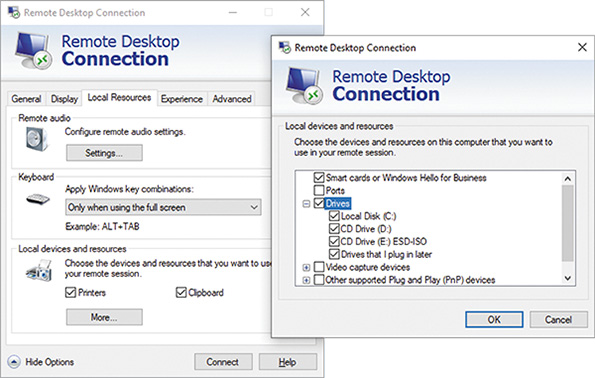 Remote Desktop Connection
Remote Desktop
Connection
General Display Local Resources Experience Advanced
Remote audio
Configure remote audio settings.
Settings...
Keyboard
Apply Windows key combinations:
Only when using the full screen
Example: ALT+TAB
Local devices and resources
Choose the devices and resources that you want to use
your remote session.
Printers Clipboard
More...
Hide Options Connect Help
Remote Desktop Connection
Remote Desktop
Connection
Local devices and resources
Choose the devices and resources on this computer that you want to
use in your remote session.
Smart cards or Windows Hello for Business
Ports
Drives
Local Disk (C:)
CD Drive (D:)
CD Drive (E:) ESD-ISO
Drives that I plug in later
Video capture devices
Other supported Plug and Play (PnP) devices
OK Cancel